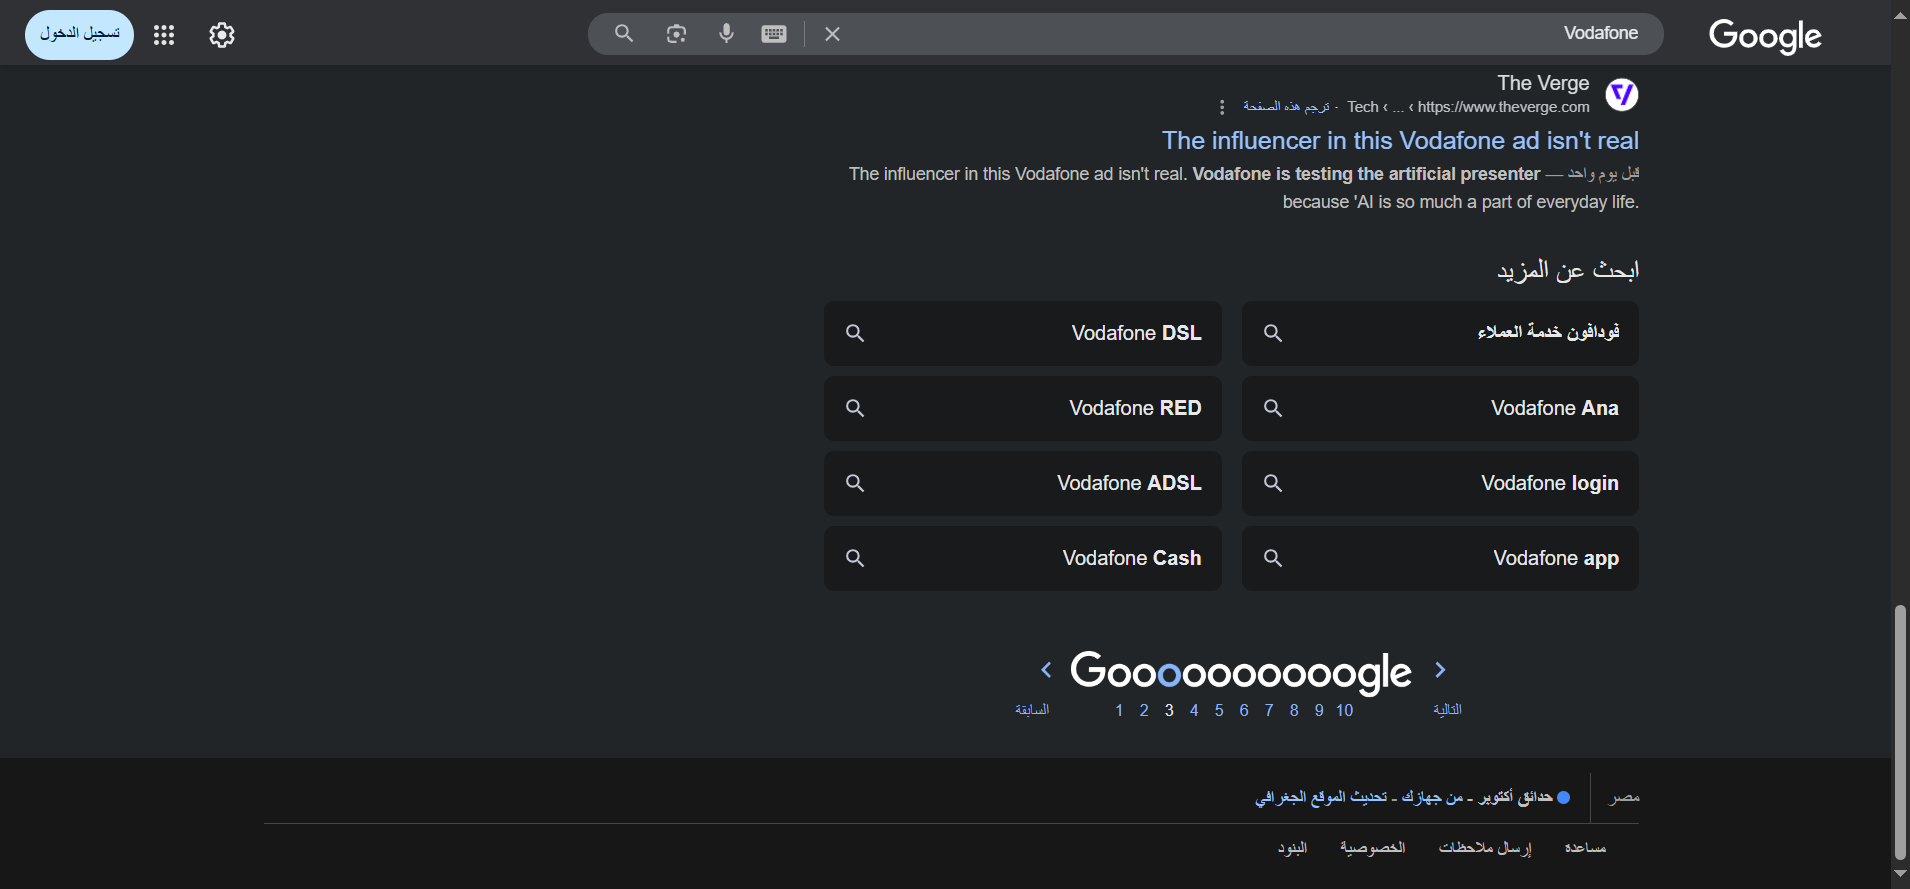 Google
Vodafone
تسجيل الدخول
The Verge
https://www.theverge.com › ... › Tech · ترجم هذه الصفحة
The influencer in this Vodafone ad isn't real
قبل يوم واحد — The influencer in this Vodafone ad isn't real. Vodafone is testing the artificial presenter
because 'AI is so much a part of everyday life.
ابحث عن المزيد
فودافون خدمة العملاء
Vodafone DSL
Vodafone Ana
Vodafone RED
Vodafone login
Vodafone ADSL
Vodafone app
Vodafone Cash
Goooooooooogle
السابقة
1 2 3 4 5 6 7 8 9 10
التالية
مصر
حدائق أكتوبر - من جهازك - تحديث الموقع الجغرافي
مساعدة إرسال ملاحظات الخصوصية البنود